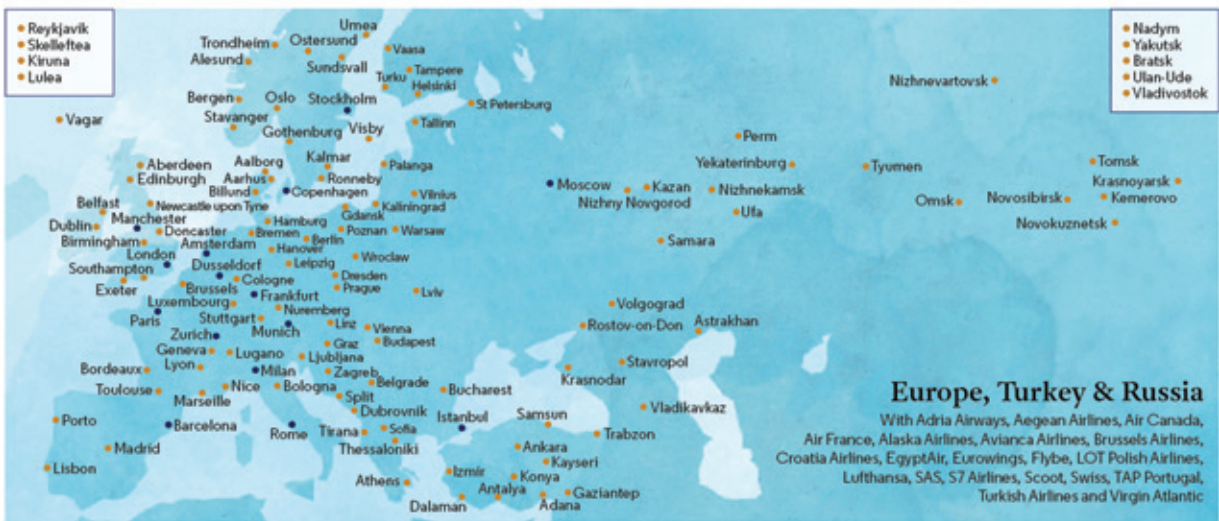 Reykjavik
Skelleftea
Kiruna
Lulea
Nadym
Yakutsk
Bratsk
Ulan-Ude
Vladivostok
Umea
Trondheim
Ostersund
Alesund
Sundsvall
Vaasa
Tampere
Turku
Helsinki
Nizhnevartovsk
Bergen
Oslo
Stockholm
St Petersburg
Vagar
Stavanger
Gothenburg
Visby
Tallinn
Perm
Aberdeen
Aalborg
Kalmar
Palanga
Yekaterinburg
Tyumen
Tomsk
Edinburgh
Aarhus
Ronneby
Krasnoyarsk
Billund
Copenhagen
Vilnius
Moscow
Kazan
Nizhnekamsk
Belfast
Newcastle upon Tyne
Kaliningrad
Nizhny Novgorod
Omsk
Novosibirsk
Kemerovo
Manchester
Gdansk
Ufa
Dublin
Doncaster
Hamburg
Poznan
Warsaw
Novokuznetsk
Bremen
Birmingham
Amsterdam
Berlin
Samara
London
Hanover
Wroclaw
Southampton
Dusseldorf
Leipzig
Exeter
Brussels
Cologne
Dresden
Prague
Lviv
Luxembourg
Frankfurt
Volgograd
Paris
Stuttgart
Nuremberg
Rostov-on-Don
Astrakhan
Zurich
Munich
Linz
Vienna
Geneva
Lugano
Graz
Budapest
Ljubljana
Stavropol
Bordeaux
Lyon
Milan
Zagreb
Krasnodar
Toulouse
Nice
Bologna
Belgrade
Bucharest
Marseille
Split
Vladikavkaz
Porto
Dubrovnik
Istanbul
Samsun
Barcelona
Rome
Tirana
Sofia
Trabzon
Madrid
Thessaloniki
Ankara
Lisbon
Kayseri
Izmir
Konya
Athens
Antalya
Gaziantep
Dalaman
Adana
Europe, Turkey & Russia
With Adria Airways, Aegean Airlines, Air Canada,
Air France, Alaska Airlines, Avianca Airlines, Brussels Airlines,
Croatia Airlines, EgyptAir, Eurowings, Flybe, LOT Polish Airlines,
Lufthansa, SAS, S7 Airlines, Scoot, Swiss, TAP Portugal,
Turkish Airlines and Virgin Atlantic